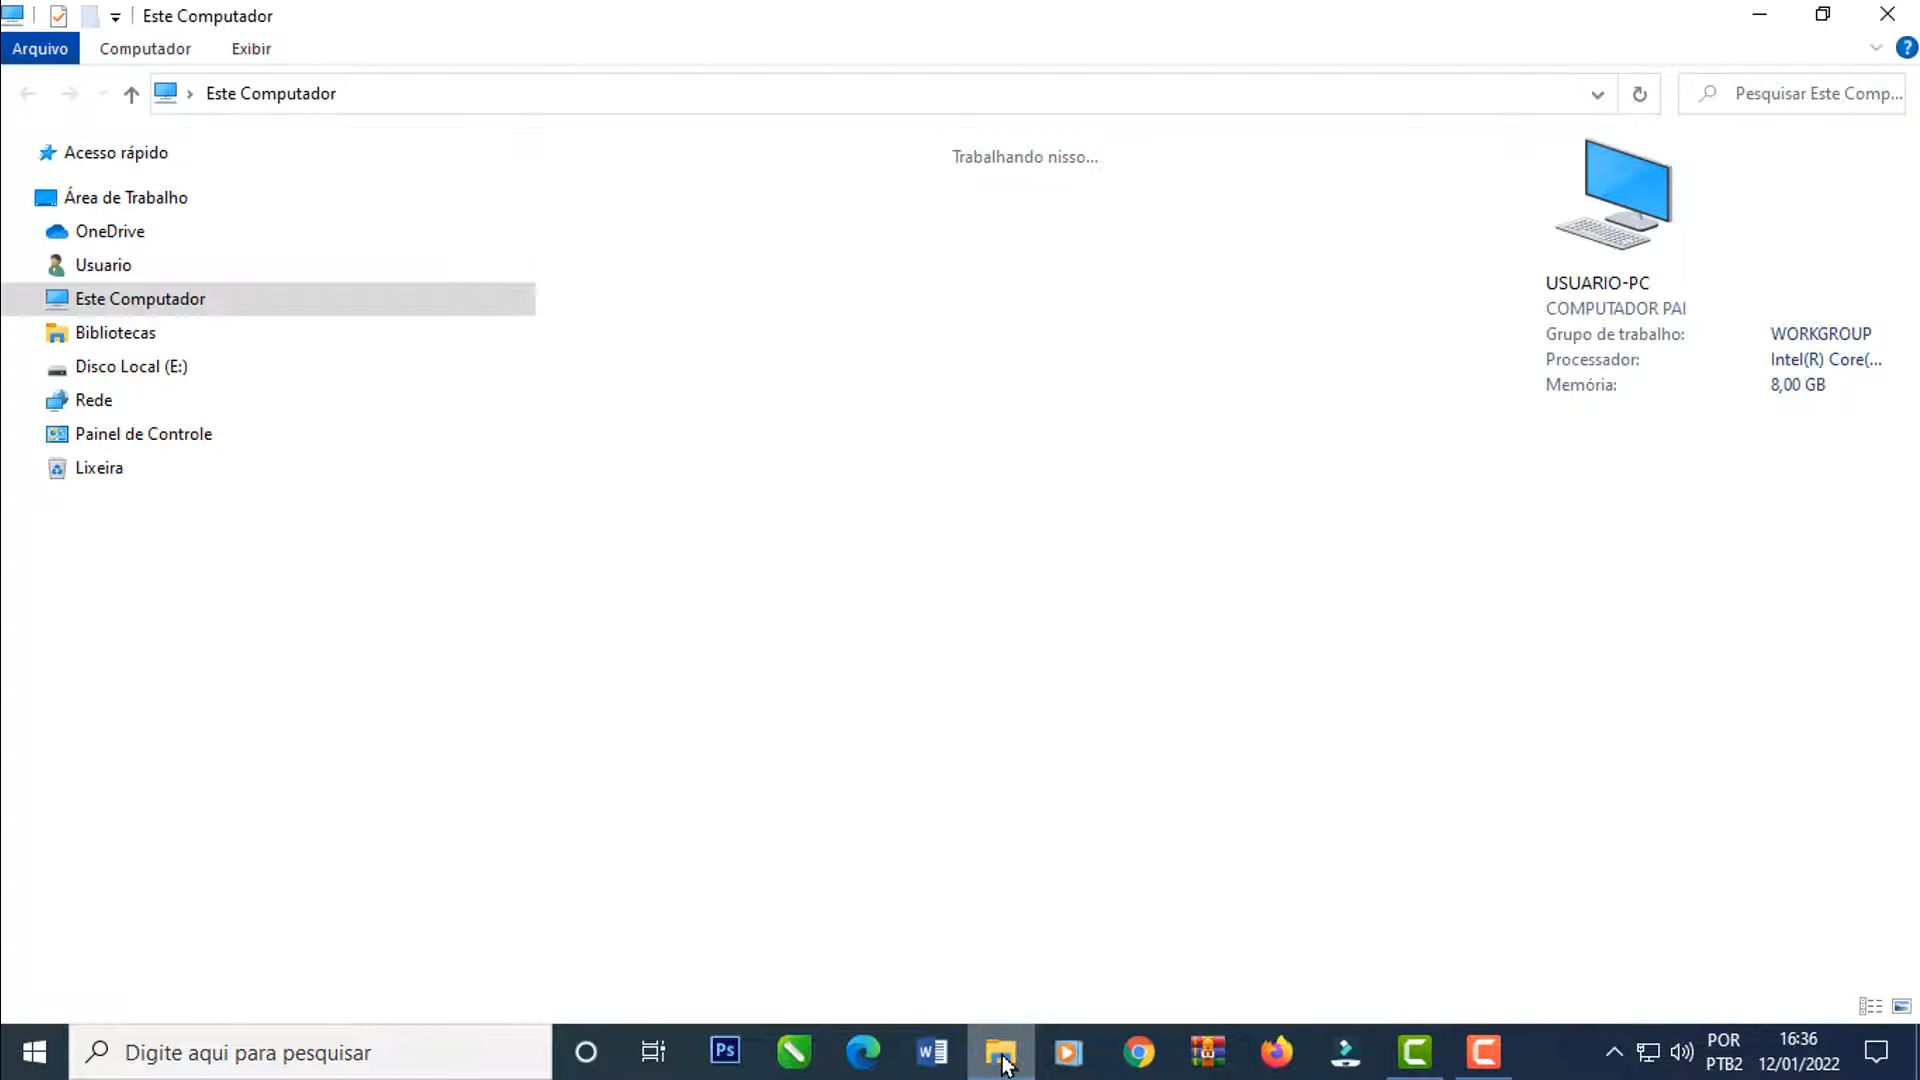 Este Computador
Arquivo
Computador
Exibir
?
Este Computador
Pesquisar Este Comp...
Acesso rápido
Área de Trabalho
OneDrive
Usuario
Este Computador
Bibliotecas
Disco Local (E:)
Rede
Painel de Controle
Lixeira
Trabalhando nisso...
USUARIO-PC
COMPUTADOR PAI
Grupo de trabalho: WORKGROUP
Processador: Intel(R) Core(...
Memória: 8,00 GB
Digite aqui para pesquisar
Ps
W
POR
PTB2
16:36
12/01/2022